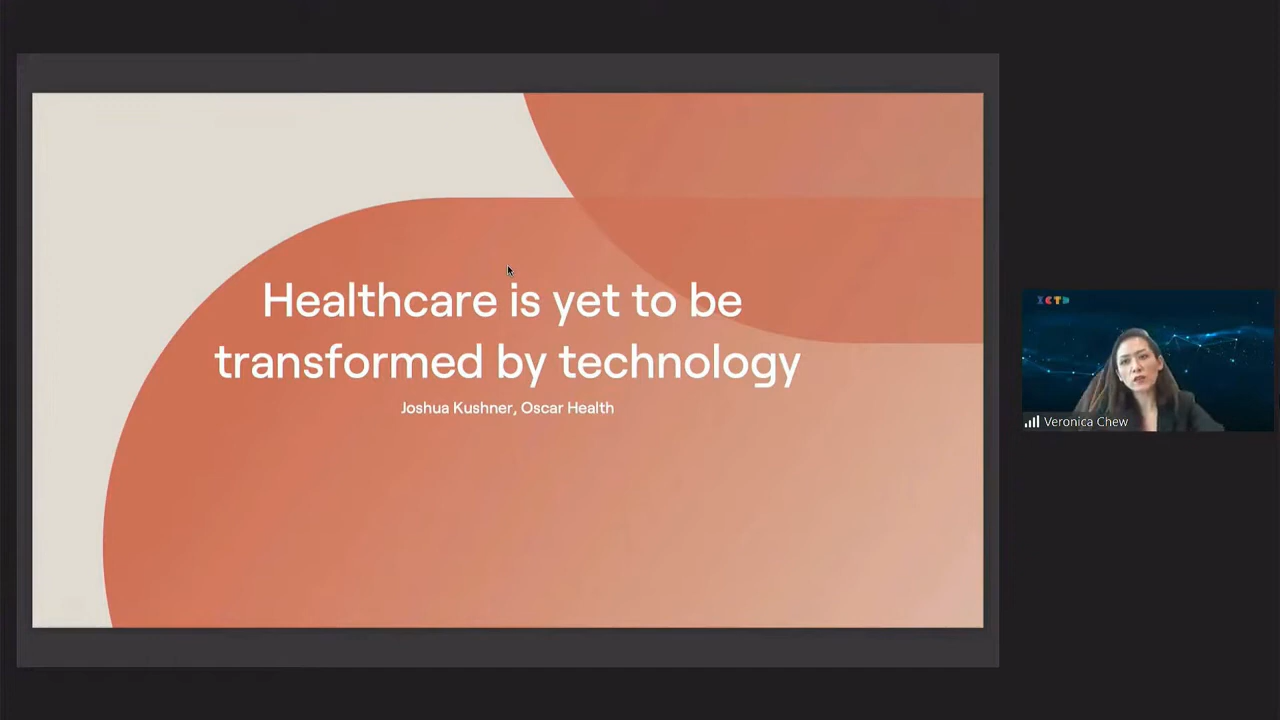 Healthcare is yet to be
transformed by technology
Joshua Kushner, Oscar Health
Veronica Chew